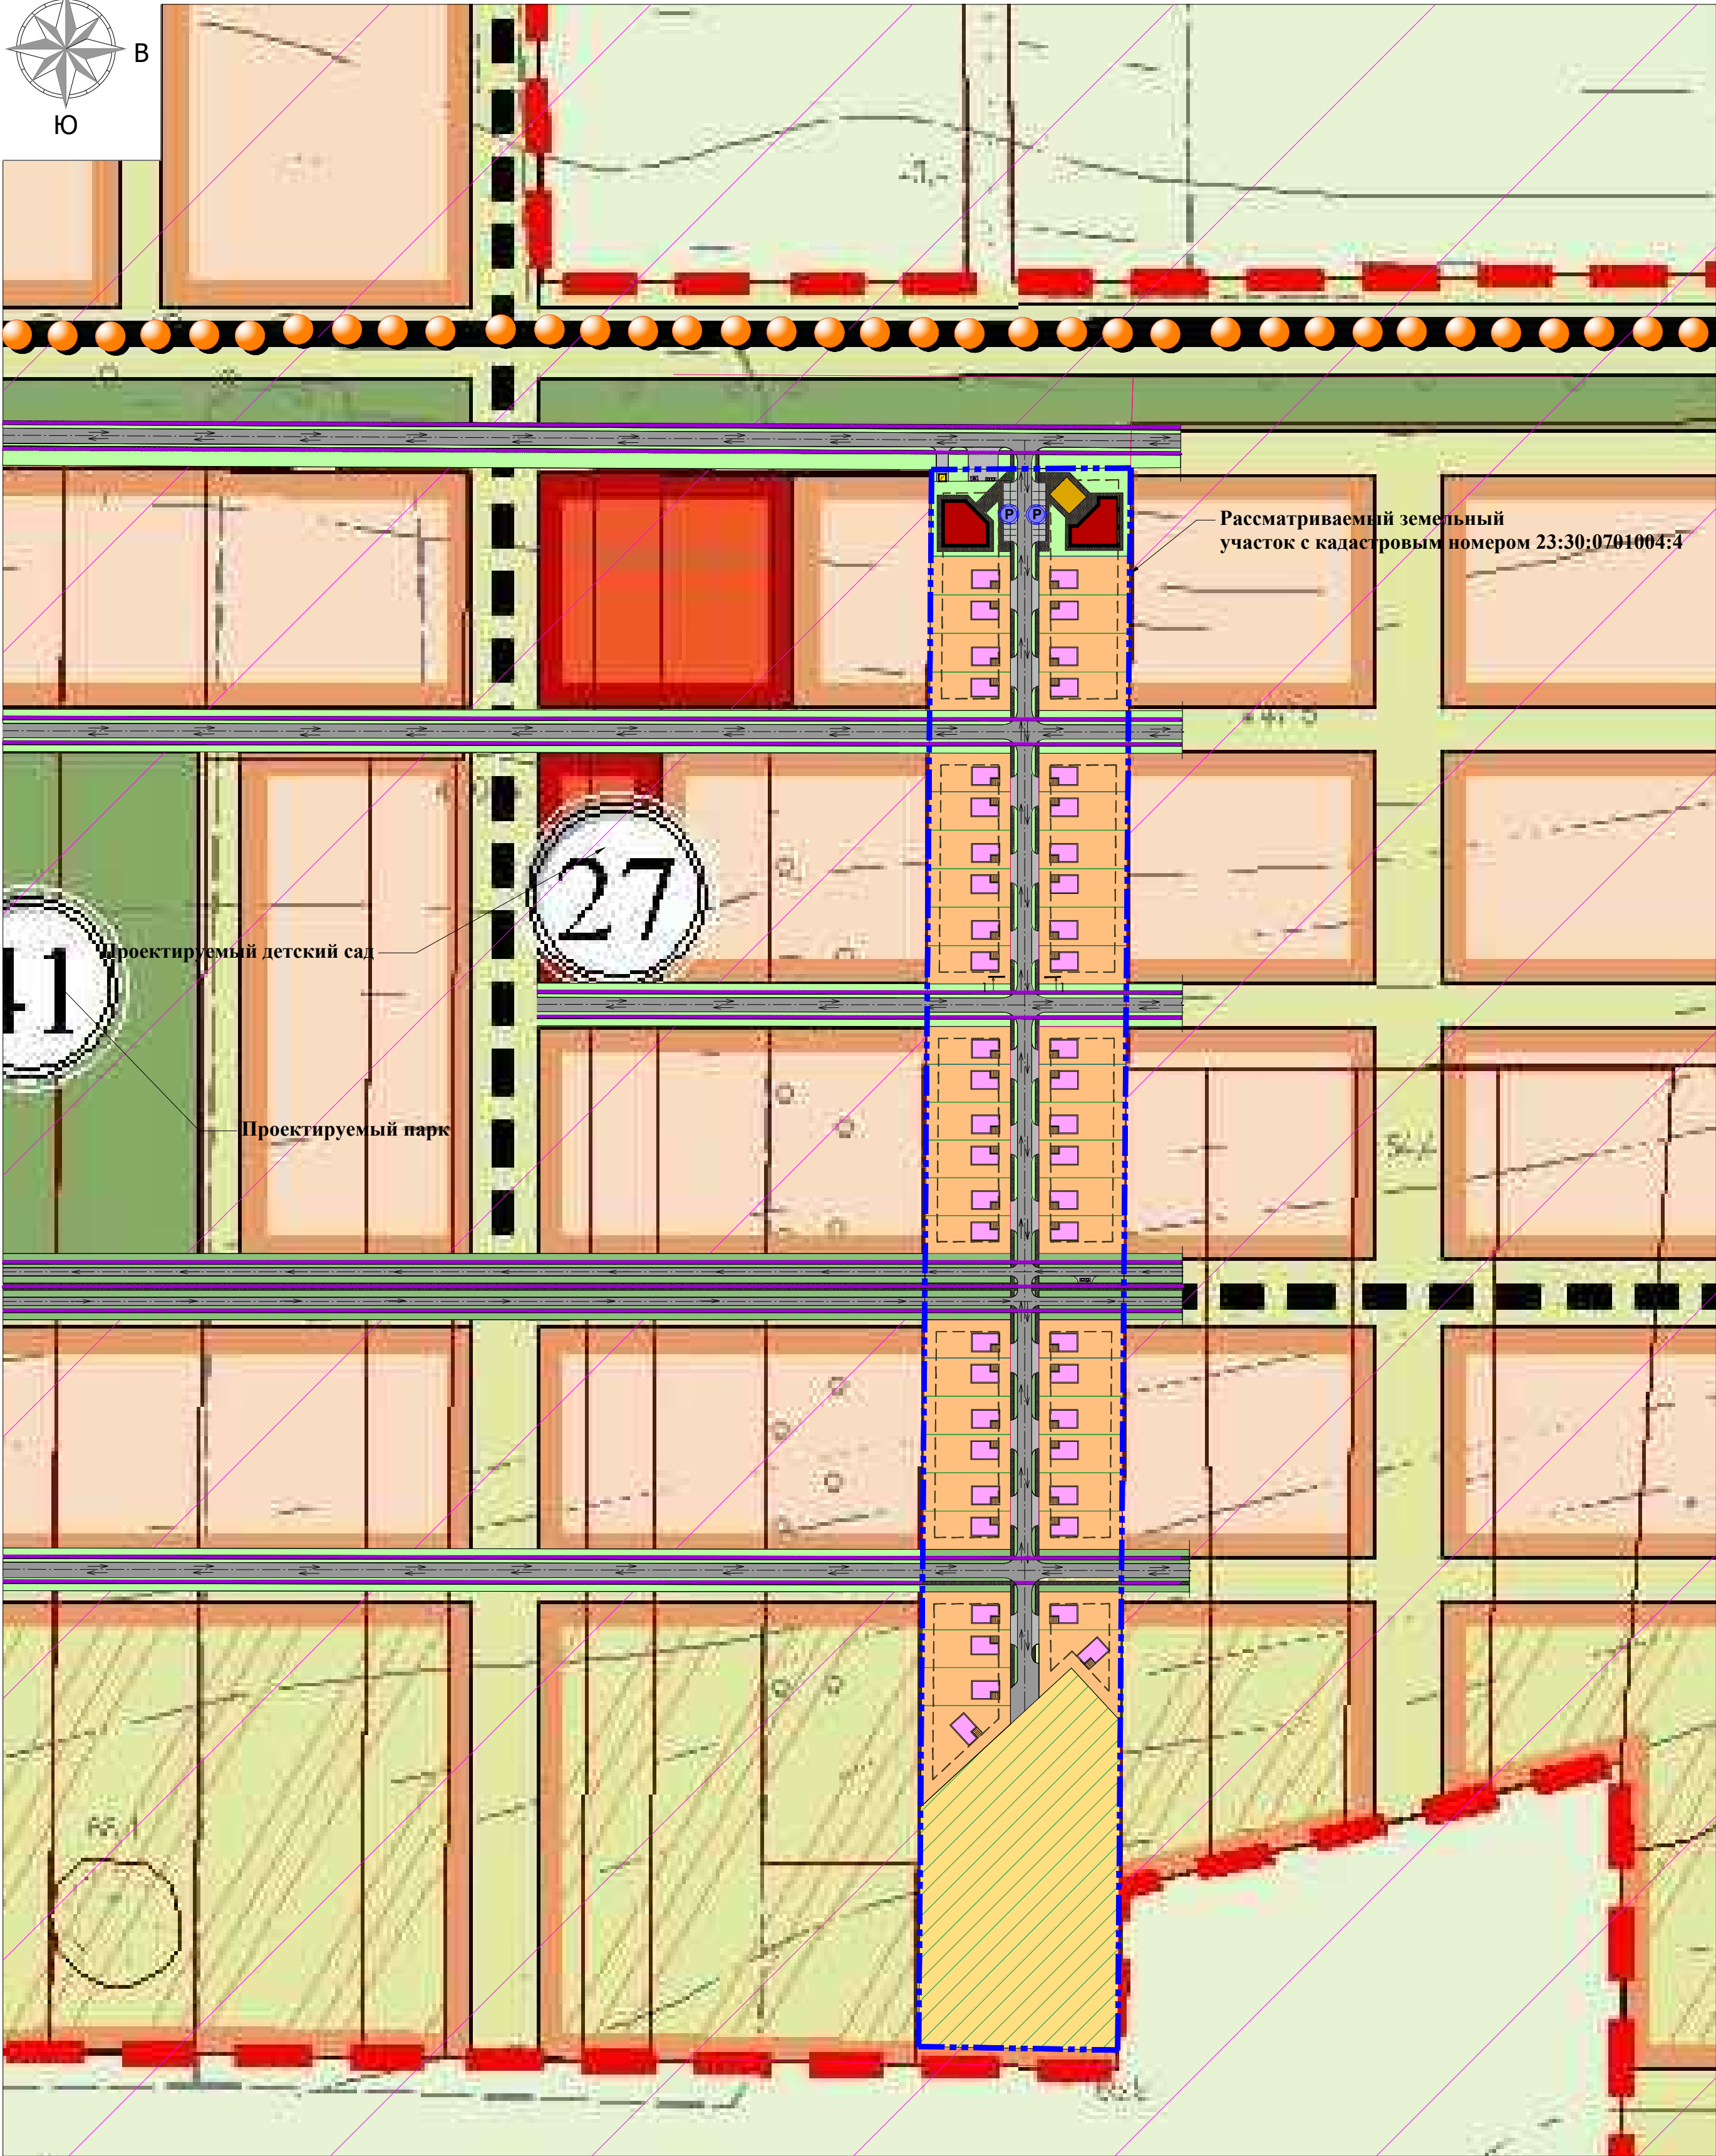 В
Ю
Р
Р
Рассматриваемый земельный
участок с кадастровым номером 23:30:0701004:4
27
Проектируемый детский сад
41
Проектируемый парк